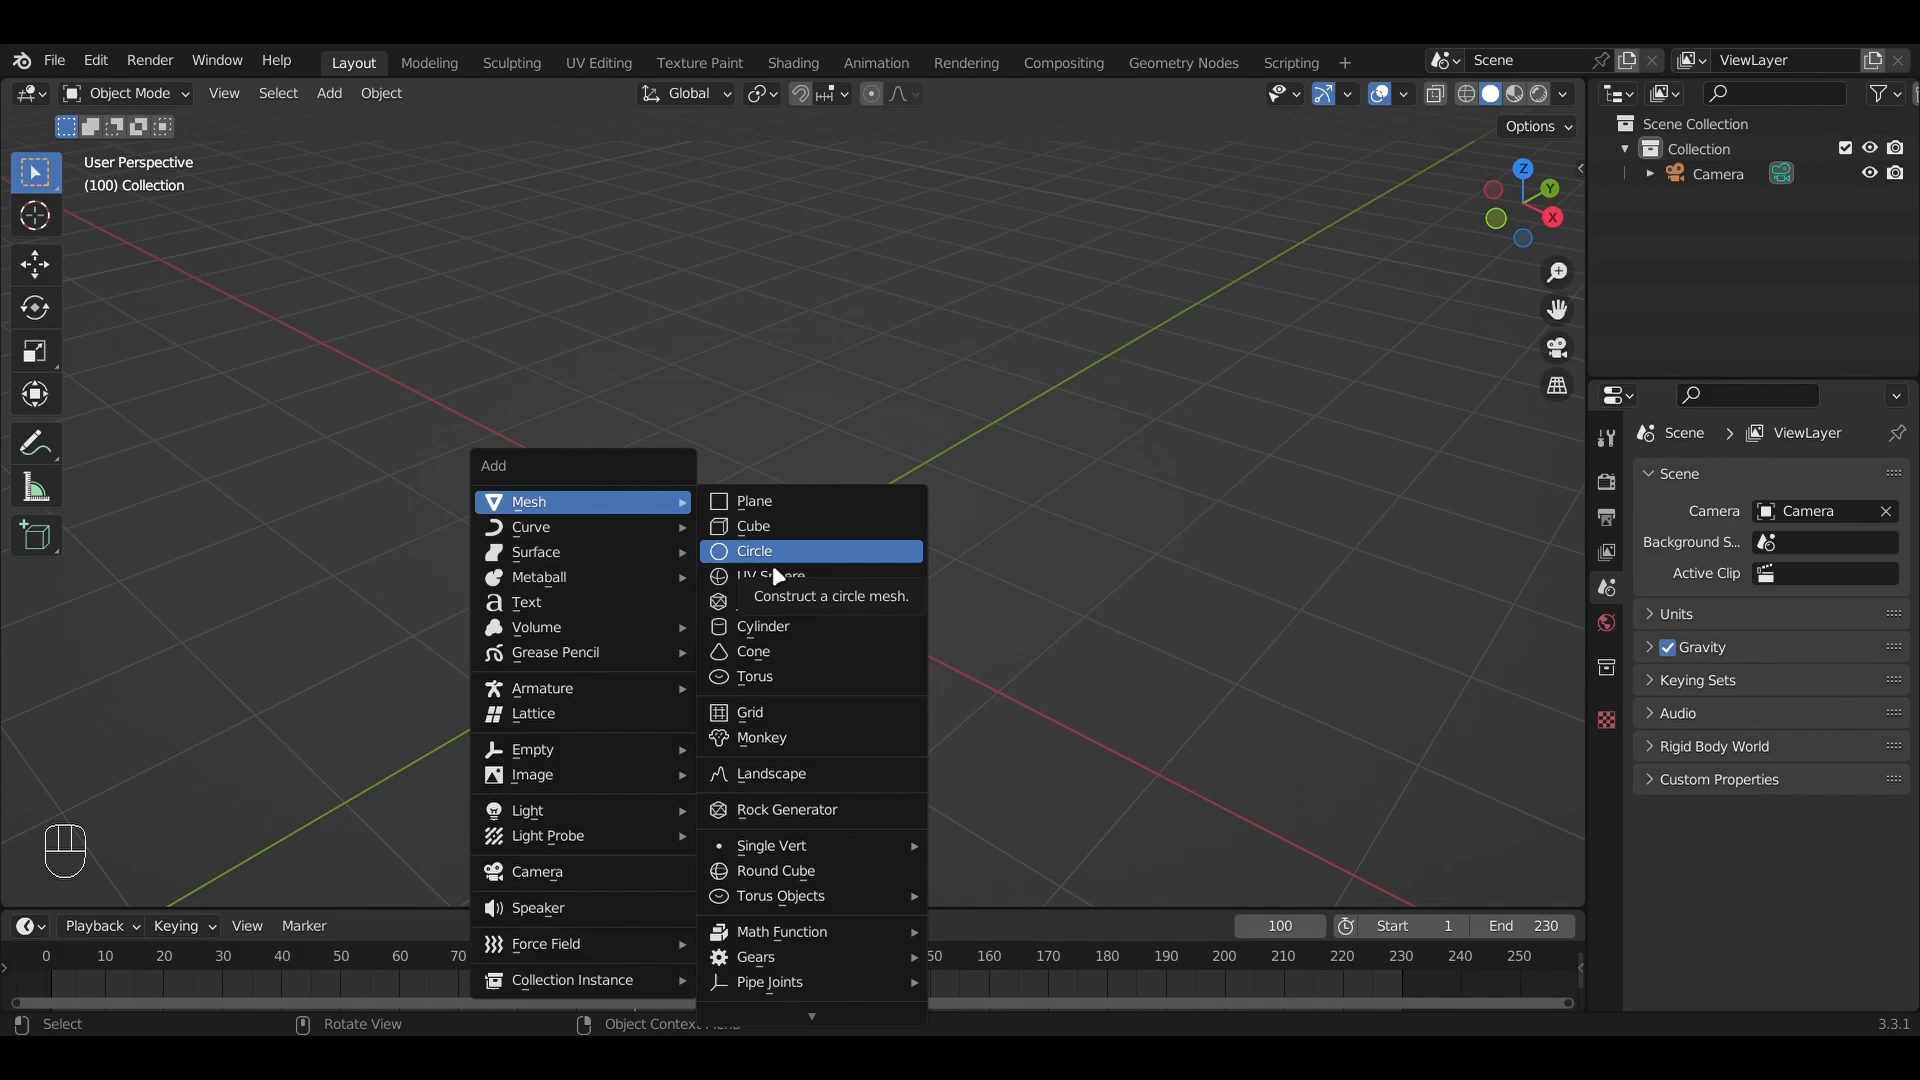 File Edit Render Window Help Layout Modeling Sculpting UV Editing Texture Paint Shading Animation Rendering Compositing Geometry Nodes Scripting + Scene ViewLayer
Object Mode View Select Add Object Global
Options
User Perspective
(100) Collection
Z
Y
X
Scene Collection
Collection
Camera
Scene > ViewLayer
Scene
Camera Camera
Background S...
Active Clip
Units
Gravity
Keying Sets
Audio
Rigid Body World
Custom Properties
Add
Mesh
Curve
Surface
Metaball
Text
Volume
Grease Pencil
Armature
Lattice
Empty
Image
Light
Light Probe
Camera
Speaker
Force Field
Collection Instance
Plane
Cube
Circle
UV Sphere
Construct a circle mesh.
Cylinder
Cone
Torus
Grid
Monkey
Landscape
Rock Generator
Single Vert
Round Cube
Torus Objects
Math Function
Gears
Pipe Joints
Playback Keying View Marker 100 Start 1 End 230
0 10 20 30 40 50 60 70 50 160 170 180 190 200 210 220 230 240 250
Select Rotate View Object Context Menu 3.3.1